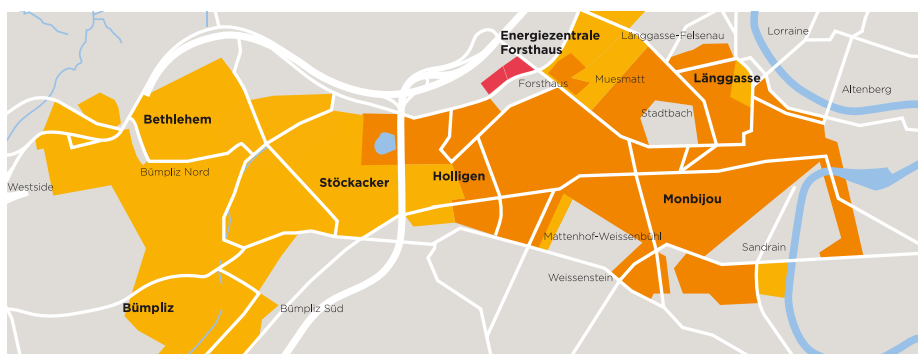 Energiezentrale
Forsthaus
Länggasse-Felsenau
Lorraine
Forsthaus
Muesmatt
Länggasse
Altenberg
Stadtbach
Bethlehem
Bümpliz Nord
Westside
Stöckacker
Holligen
Monbijou
Mattenhof-Weissenbühl
Sandrain
Weissenstein
Bümpliz
Bümpliz Süd